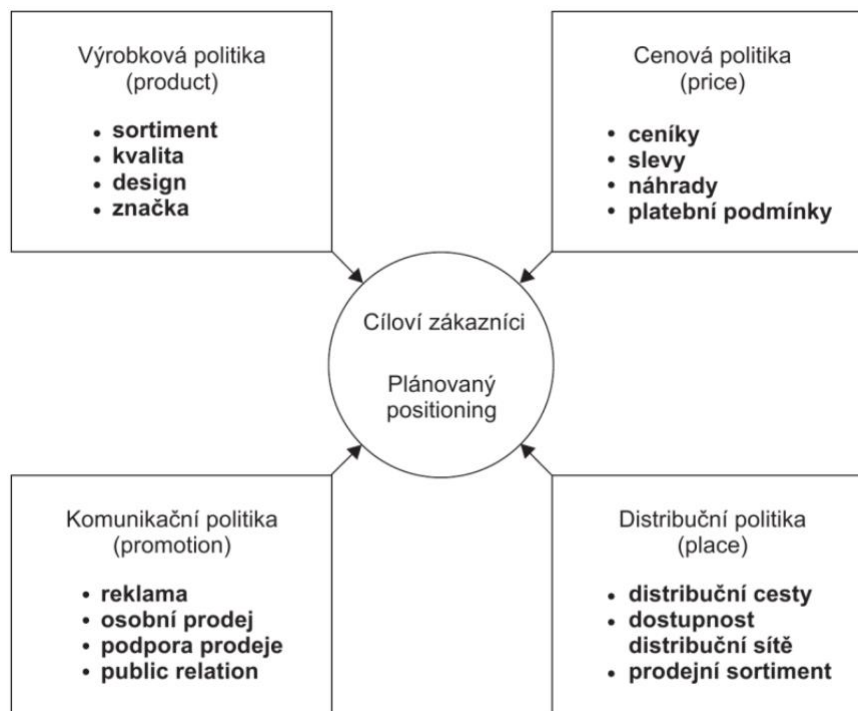 Výrobková politika
(product)
• sortiment
• kvalita
• design
• značka
Cenová politika
(price)
• ceníky
• slevy
• náhrady
• platební podmínky
Cíloví zákazníci
Plánovaný
positioning
Komunikační politika
(promotion)
• reklama
• osobní prodej
• podpora prodeje
• public relation
Distribuční politika
(place)
• distribuční cesty
• dostupnost
distribuční sítě
• prodejní sortiment